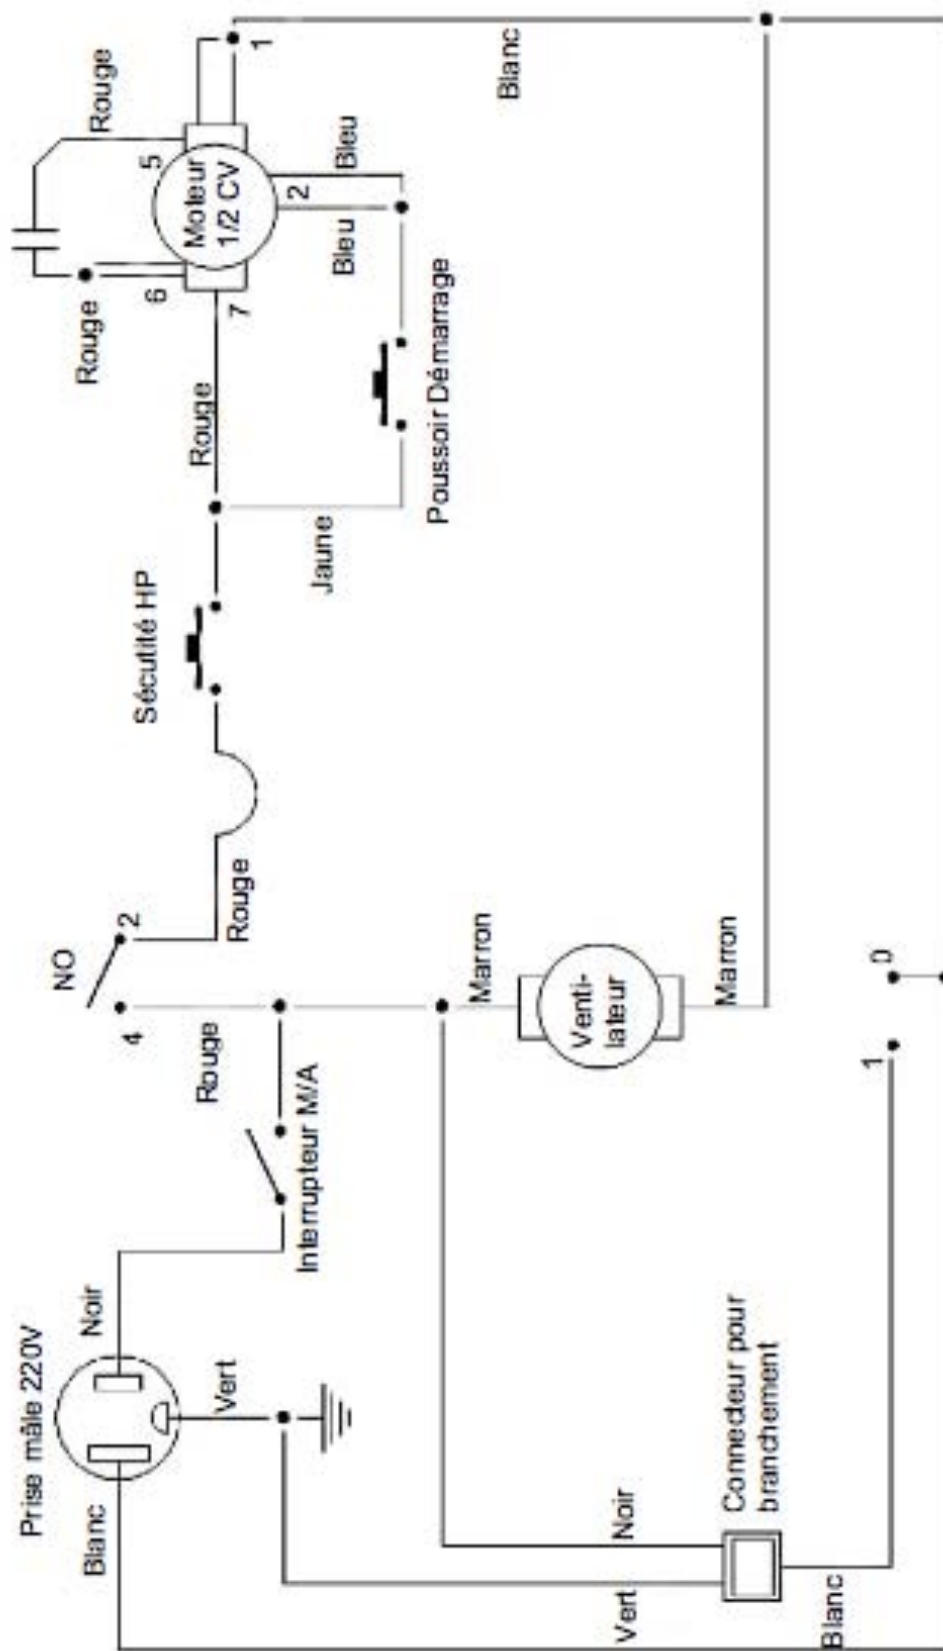 Prise mâle 220V
Blanc
Noir
Vert
Interrupteur M/A
Rouge
4
NO
2
Rouge
Sécutité HP
Jaune
Rouge
Poussoir Démarrage
Rouge
6
7
5
Moteur
1/2 CV
2
Bleu
Bleu
Rouge
1
Blanc
Marron
Venti-
lateur
Marron
Vert
Noir
Connecteur pour
branchement
Blanc
1
0